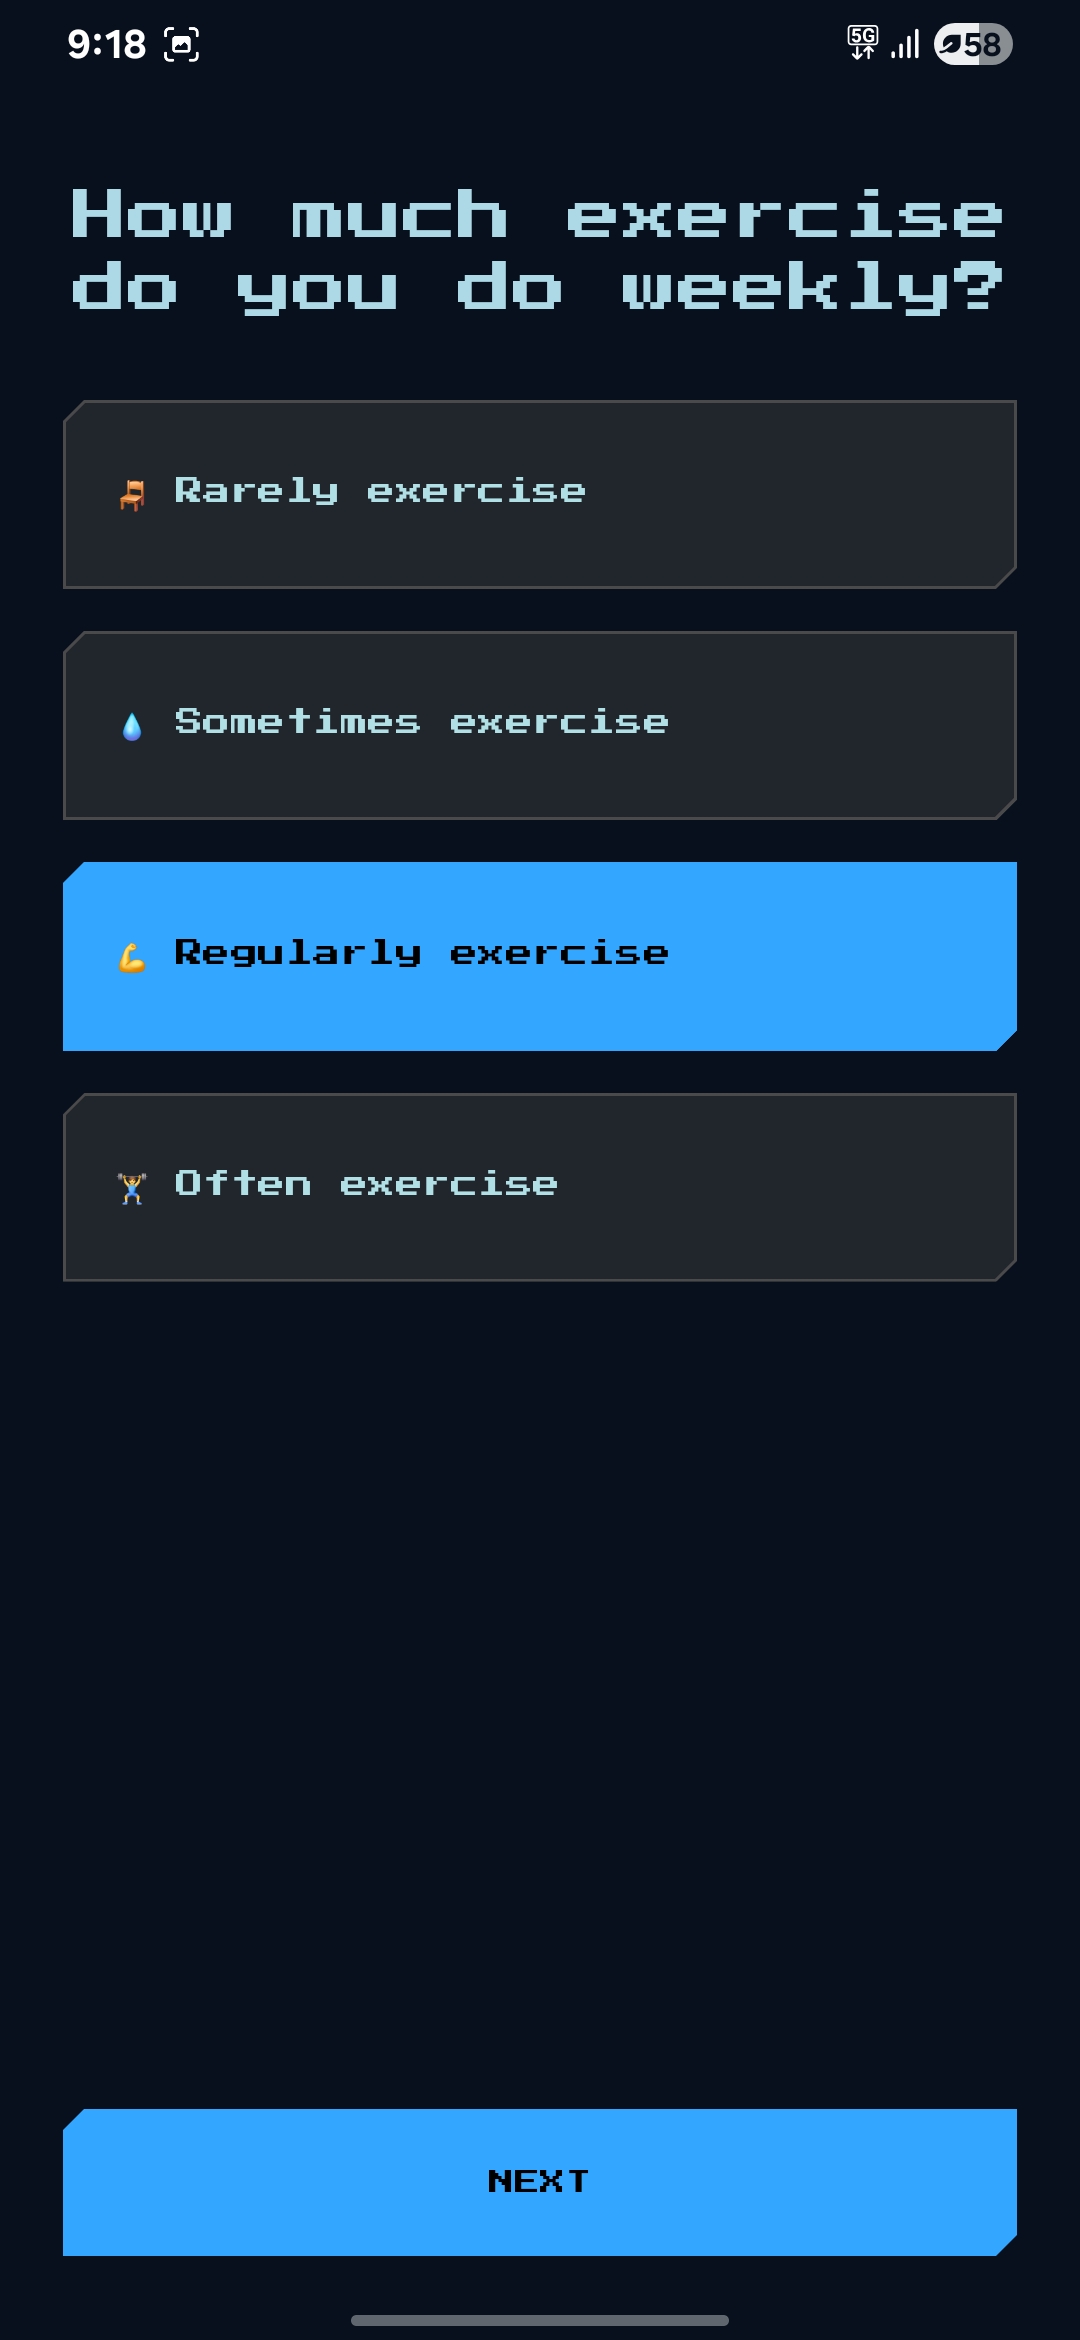 9:18
5G
58
How much exercise
do you do weekly?
Rarely exercise
Sometimes exercise
Regularly exercise
Often exercise
NEXT